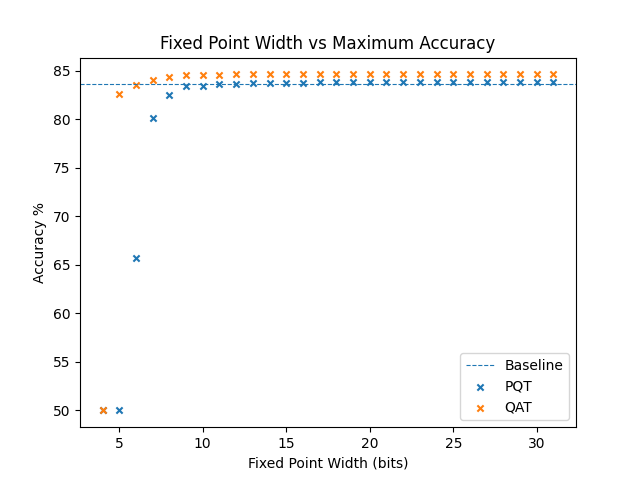 Fixed Point Width vs Maximum Accuracy
85
80
75
70
65
60
55
50
Accuracy %
5 10 15 20 25 30
Fixed Point Width (bits)
Baseline
PQT
QAT